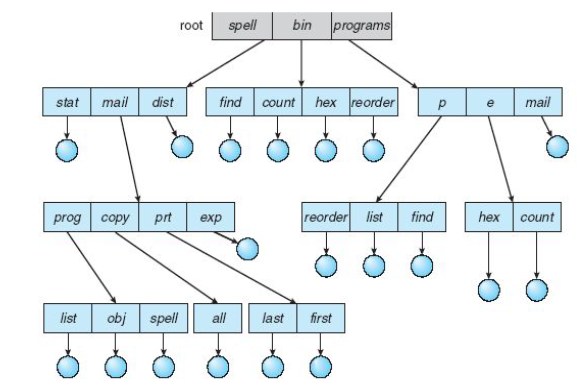 root spell bin programs
stat mail dist find count hex reorder p e mail
prog copy prt exp reorder list find hex count
list obj spell all last first